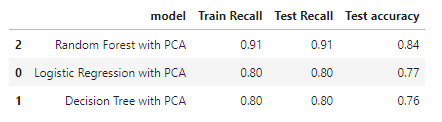 model Train Recall Test Recall Test accuracy
2 Random Forest with PCA 0.91 0.91 0.84
0 Logistic Regression with PCA 0.80 0.80 0.77
1 Decision Tree with PCA 0.80 0.80 0.76